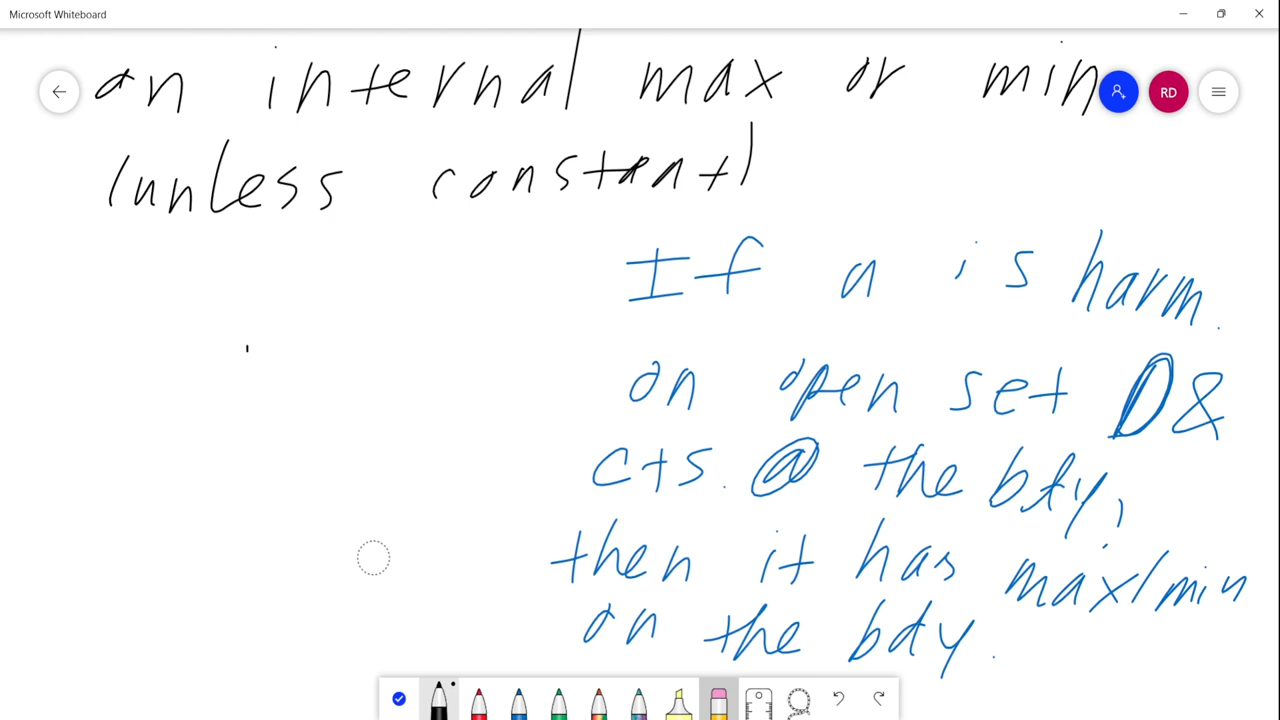 Microsoft Whiteboard
an internal max or min
RD
(unless constant)
If u is harm.
on open set D &
cts. @ the bdy,
then it has max/min
on the bdy.